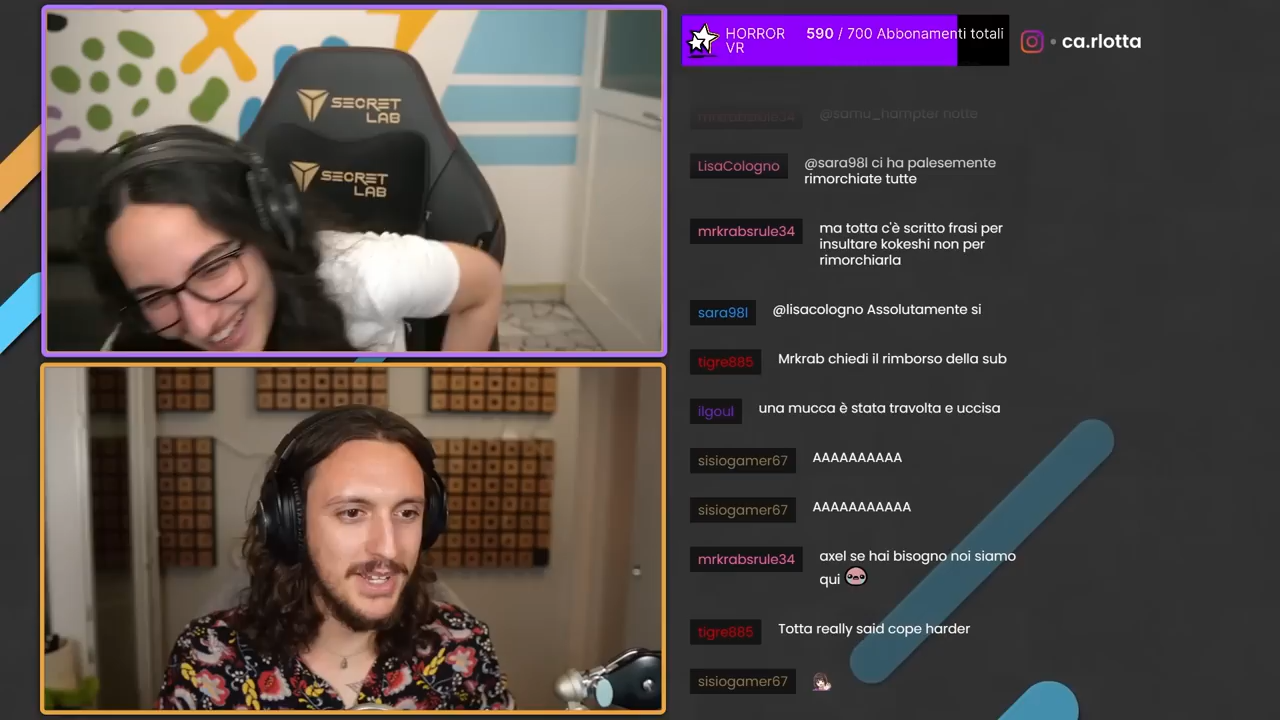 SECRET
LAB
SECRET
LAB
HORROR
VR
590 / 700 Abbonamenti totali
• ca.rlotta
mrkrabsrule34
@samu_hampter notte
LisaCologno
@sara98l ci ha palesemente
rimorchiate tutte
mrkrabsrule34
ma totta c'è scritto frasi per
insultare kokeshi non per
rimorchiarla
sara98l
@lisacologno Assolutamente si
tigre885
Mrkrab chiedi il rimborso della sub
ilgoul
una mucca è stata travolta e uccisa
sisiogamer67
AAAAAAAAAA
sisiogamer67
AAAAAAAAAAA
mrkrabsrule34
axel se hai bisogno noi siamo
qui
tigre885
Totta really said cope harder
sisiogamer67